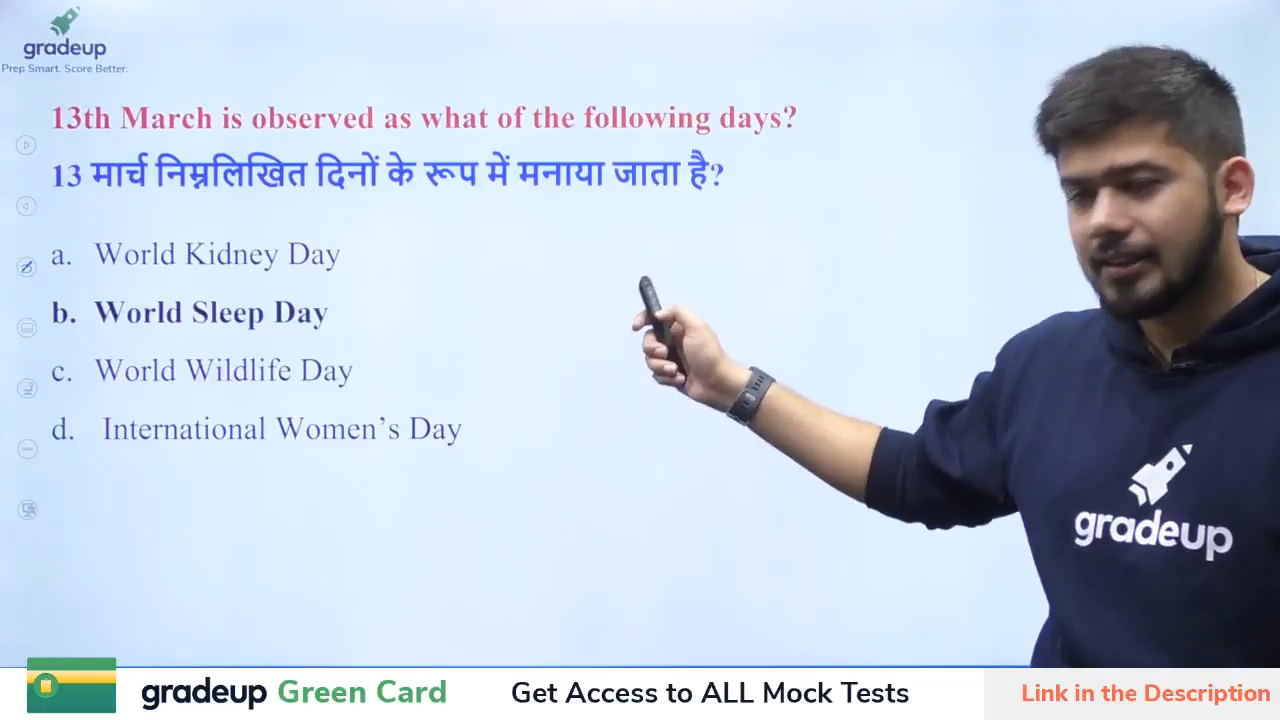 gradeup
Prep Smart. Score Better.
13th March is observed as what of the following days?
13 मार्च निम्नलिखित दिनों के रूप में मनाया जाता है?
a. World Kidney Day
b. World Sleep Day
c. World Wildlife Day
d. International Women’s Day
gradeup
gradeup Green Card
Get Access to ALL Mock Tests
Link in the Description